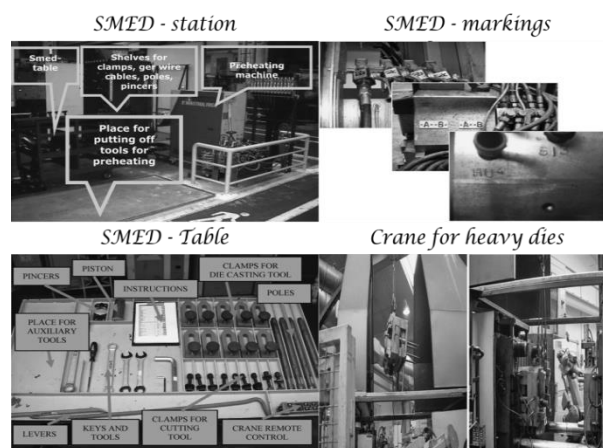 SMED - station
SMED - markings
Smed-
table
Shelves for
clamps, ger wire
cables, poles,
pincers
Preheating
machine
Place for
putting off
tools for
preheating
-A--B-
-A--B
SMED - Table
Crane for heavy dies
PINCERS
PISTON
INSTRUCTIONS
CLAMPS FOR
DIE CASTING TOOL
POLES
PLACE FOR
AUXILIARY
TOOLS
LEVERS
KEYS AND
TOOLS
CLAMPS FOR
CUTTING
TOOL
CRANE REMOTE
CONTROL